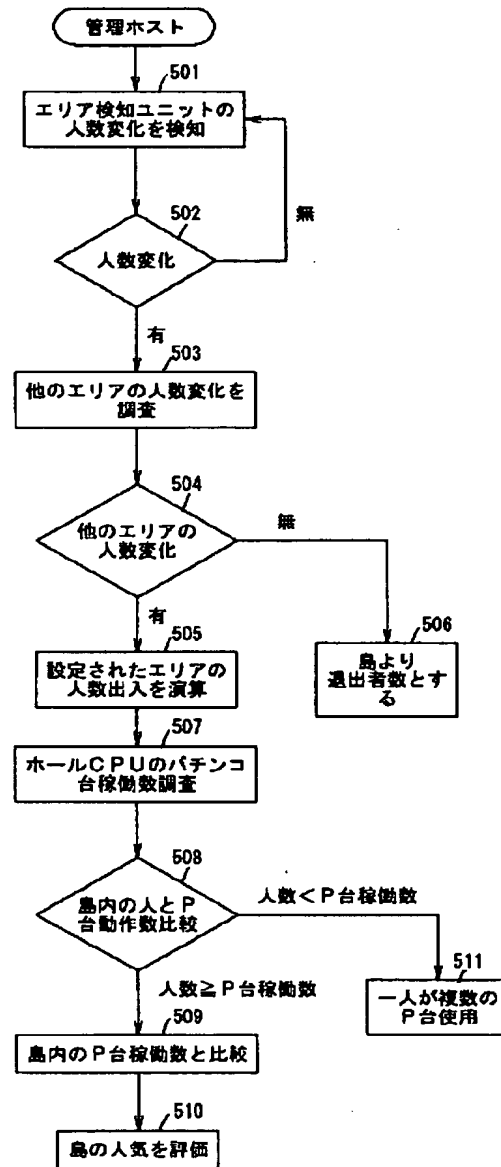 管理ホスト
501
エリア検知ユニットの
人数変化を検知
502
人数変化
無
有
503
他のエリアの人数変化を
調査
504
他のエリアの
人数変化
無
有
505
設定されたエリアの
人数出入を演算
506
島より
退出者数とす
る
507
ホールCPUのパチンコ
台稼働数調査
508
島内の人とP
台動作数比較
人数<P台稼働数
人数≧P台稼働数
511
一人が複数の
P台使用
509
島内のP台稼働数と比較
510
島の人気を評価